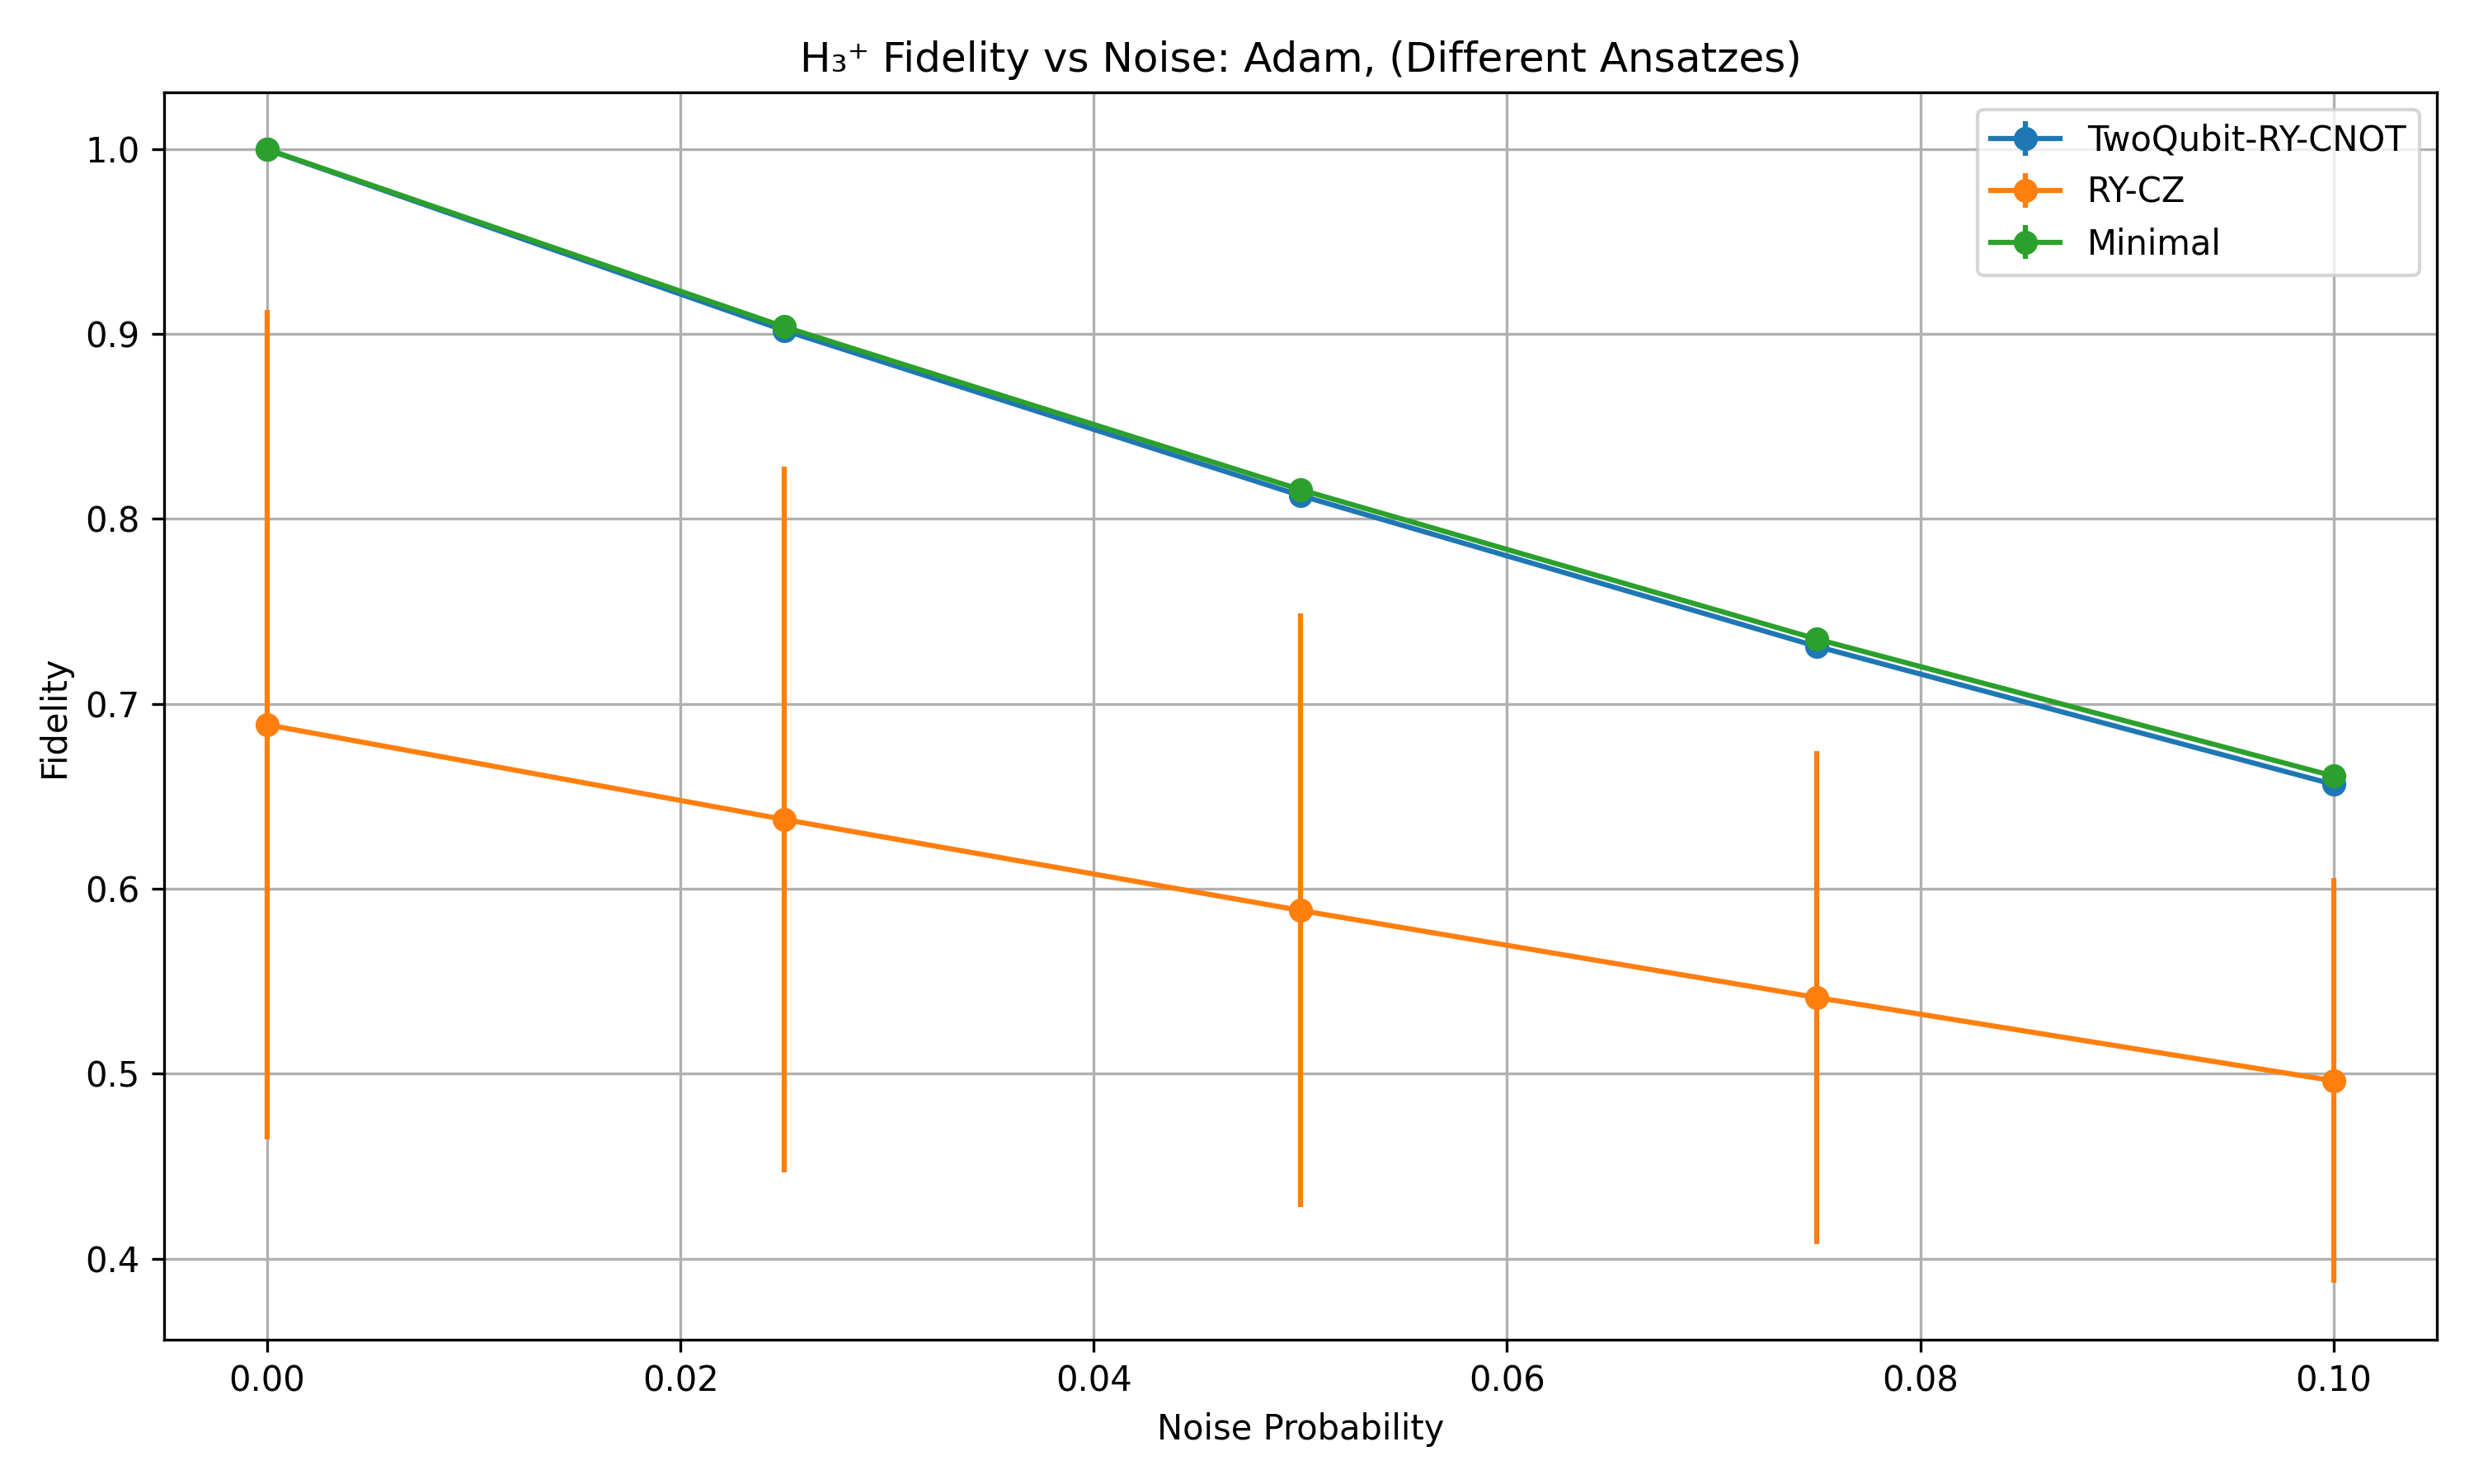 H₃⁺ Fidelity vs Noise: Adam, (Different Ansatzes)
TwoQubit-RY-CNOT
RY-CZ
Minimal
1.0
0.9
0.8
0.7
0.6
0.5
0.4
Fidelity
0.00 0.02 0.04 0.06 0.08 0.10
Noise Probability